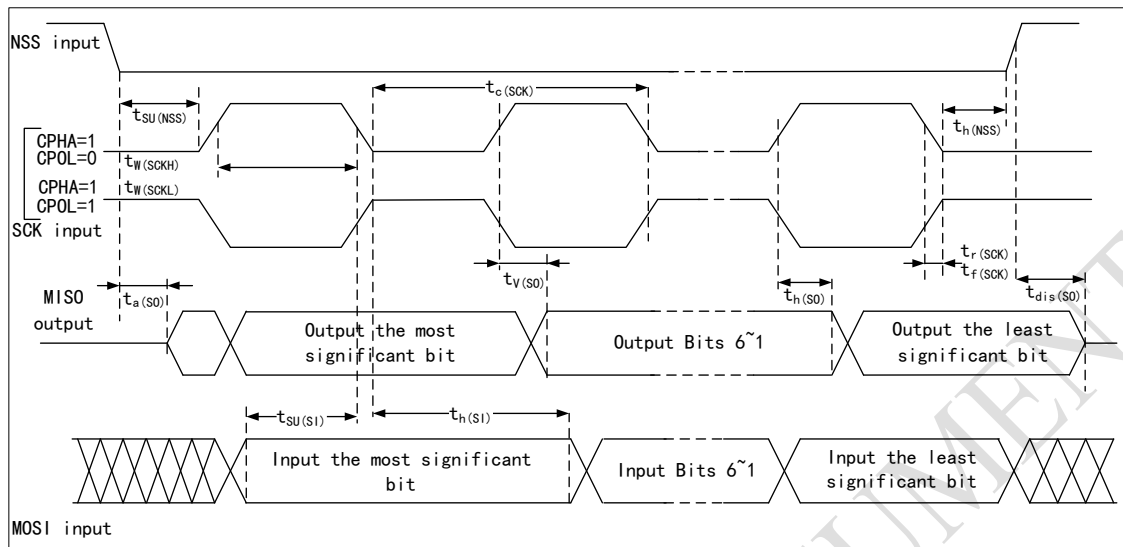 NSS input
tSU(NSS)
tc(SCK)
th(NSS)
CPHA=1
CPOL=0
tW(SCKH)
CPHA=1
CPOL=1
tW(SCKL)
SCK input
tr(SCK)
tf(SCK)
ta(SO)
tV(SO)
th(SO)
tdis(SO)
MISO
output
Output the most
significant bit
Output Bits 6~1
Output the least
significant bit
tSU(SI)
th(SI)
Input the most significant
bit
Input Bits 6~1
Input the least
significant bit
MOSI input
UMENT